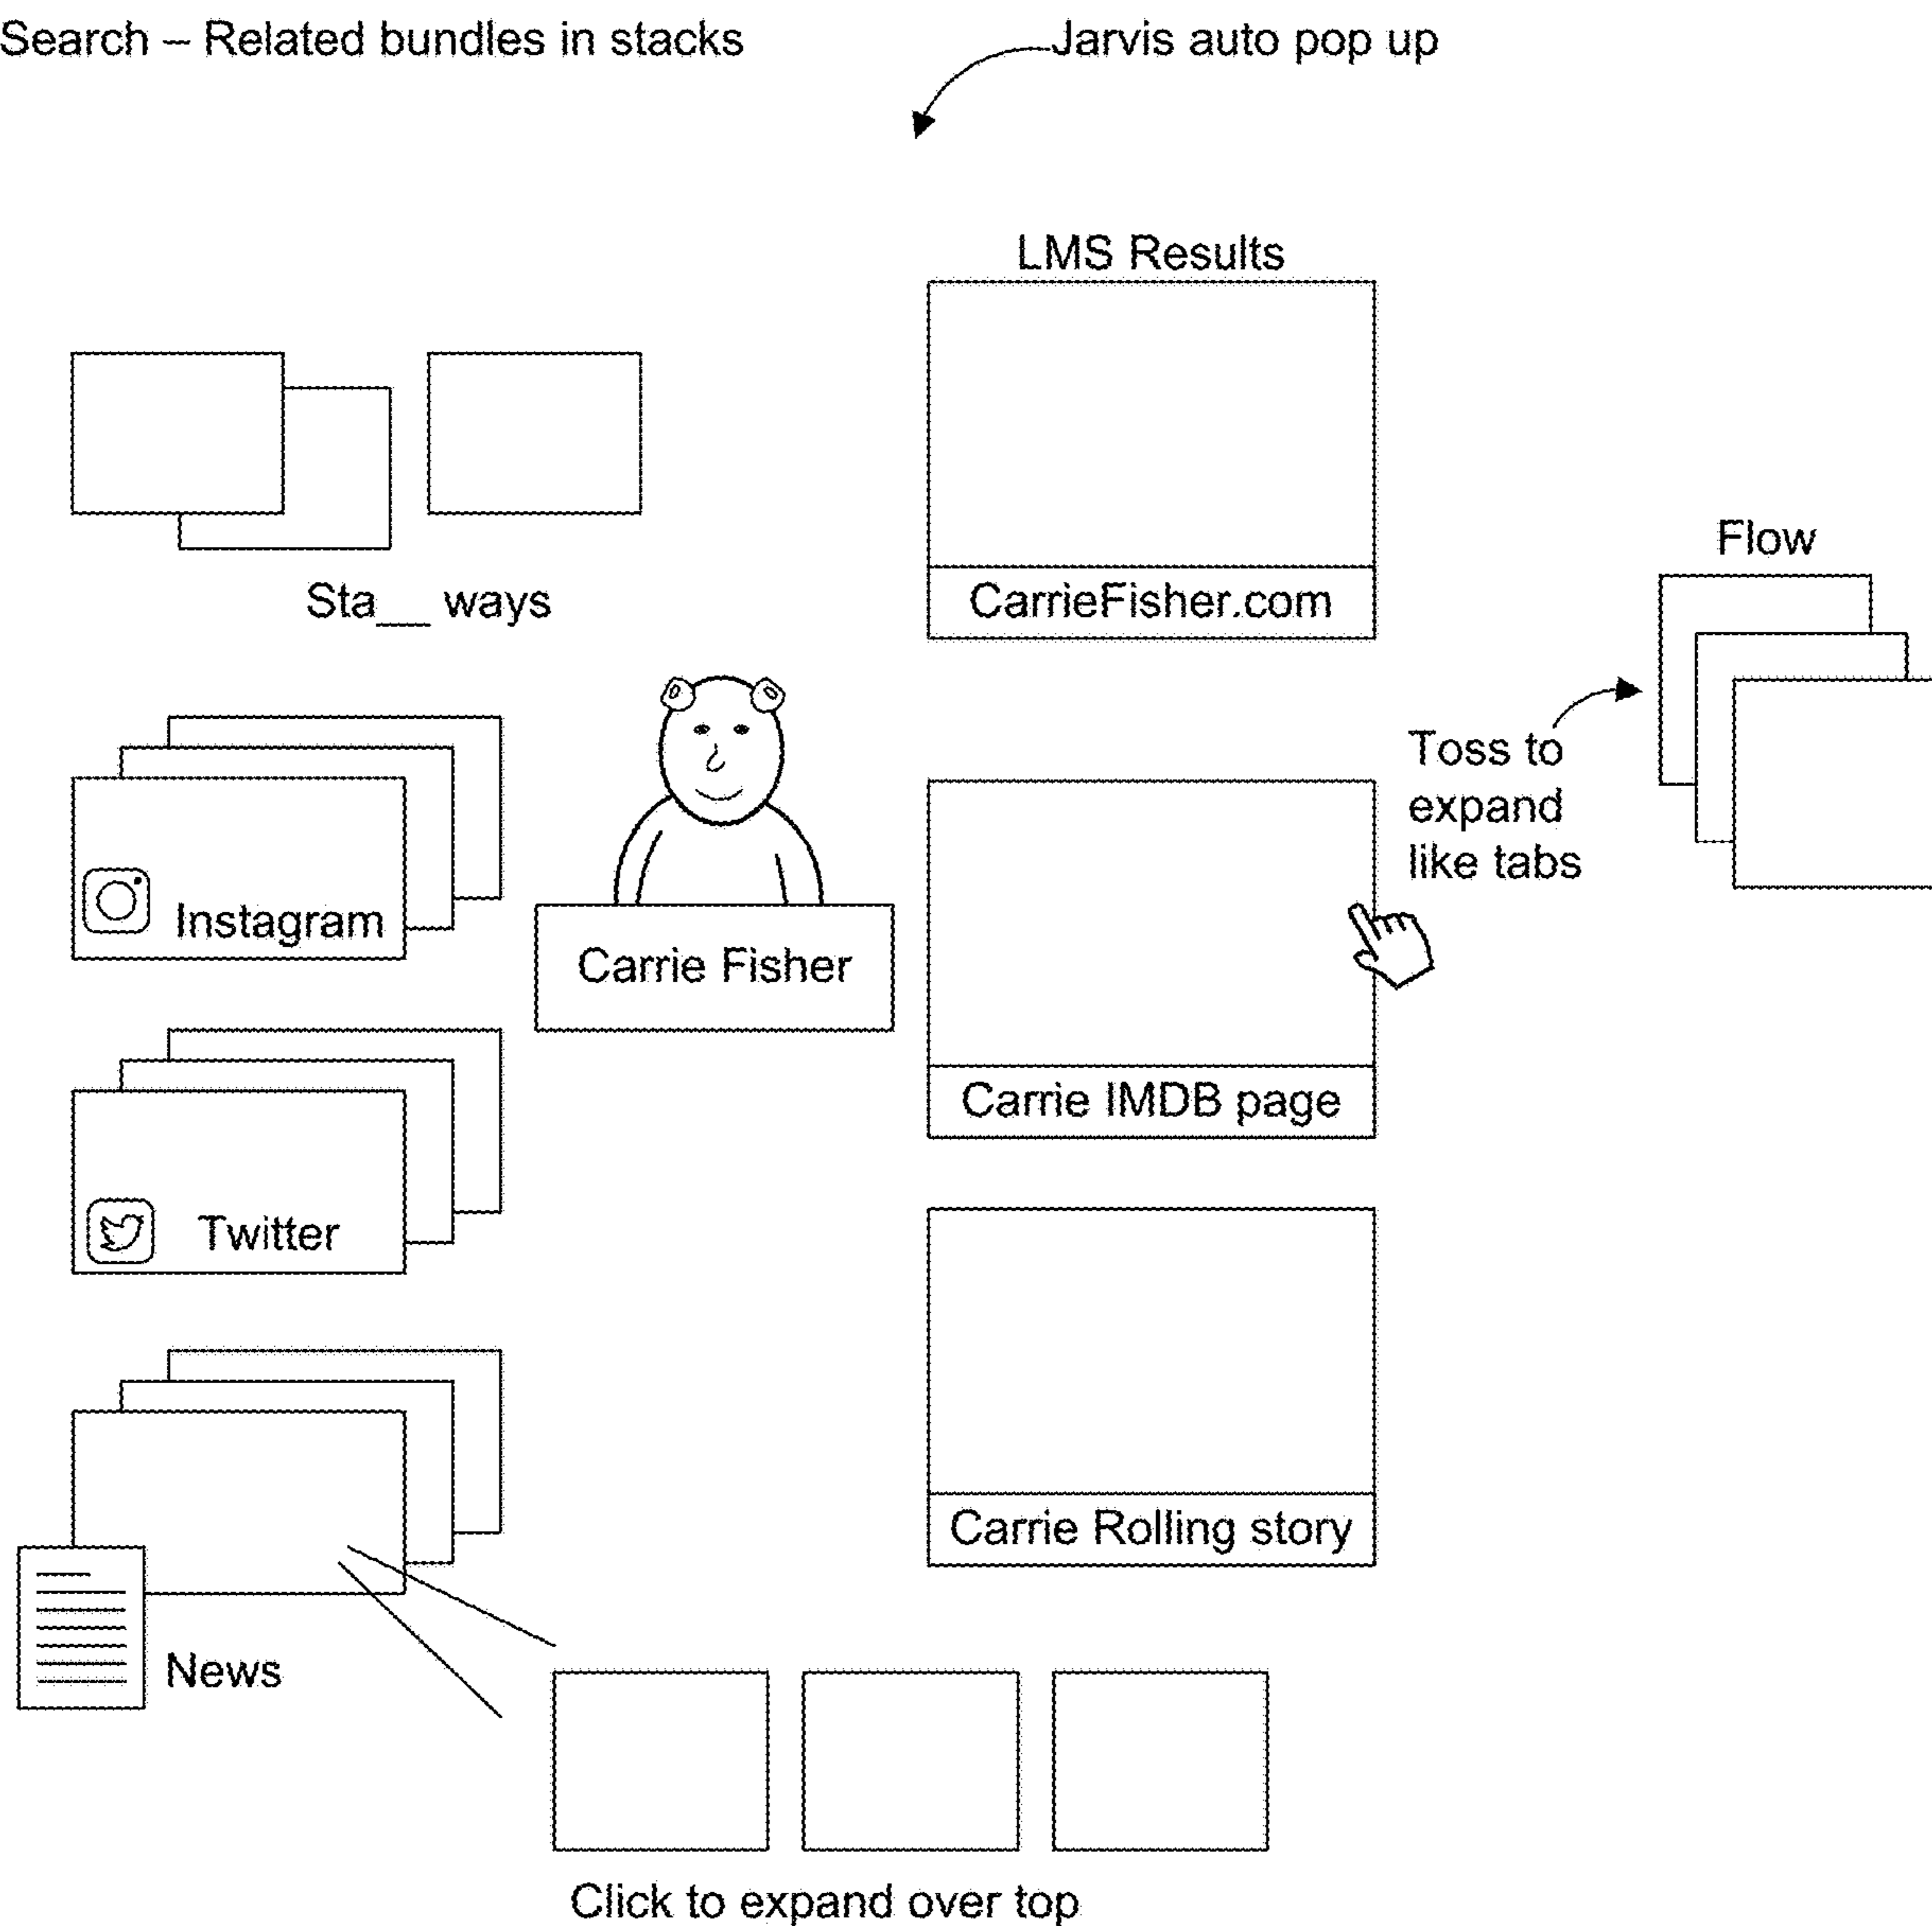 Search – Related bundles in stacks
Jarvis auto pop up
LMS Results
CarrieFisher.com
Sta__ ways
Flow
Toss to
expand
like tabs
Instagram
Carrie Fisher
Carrie IMDB page
Twitter
Carrie Rolling story
News
Click to expand over top